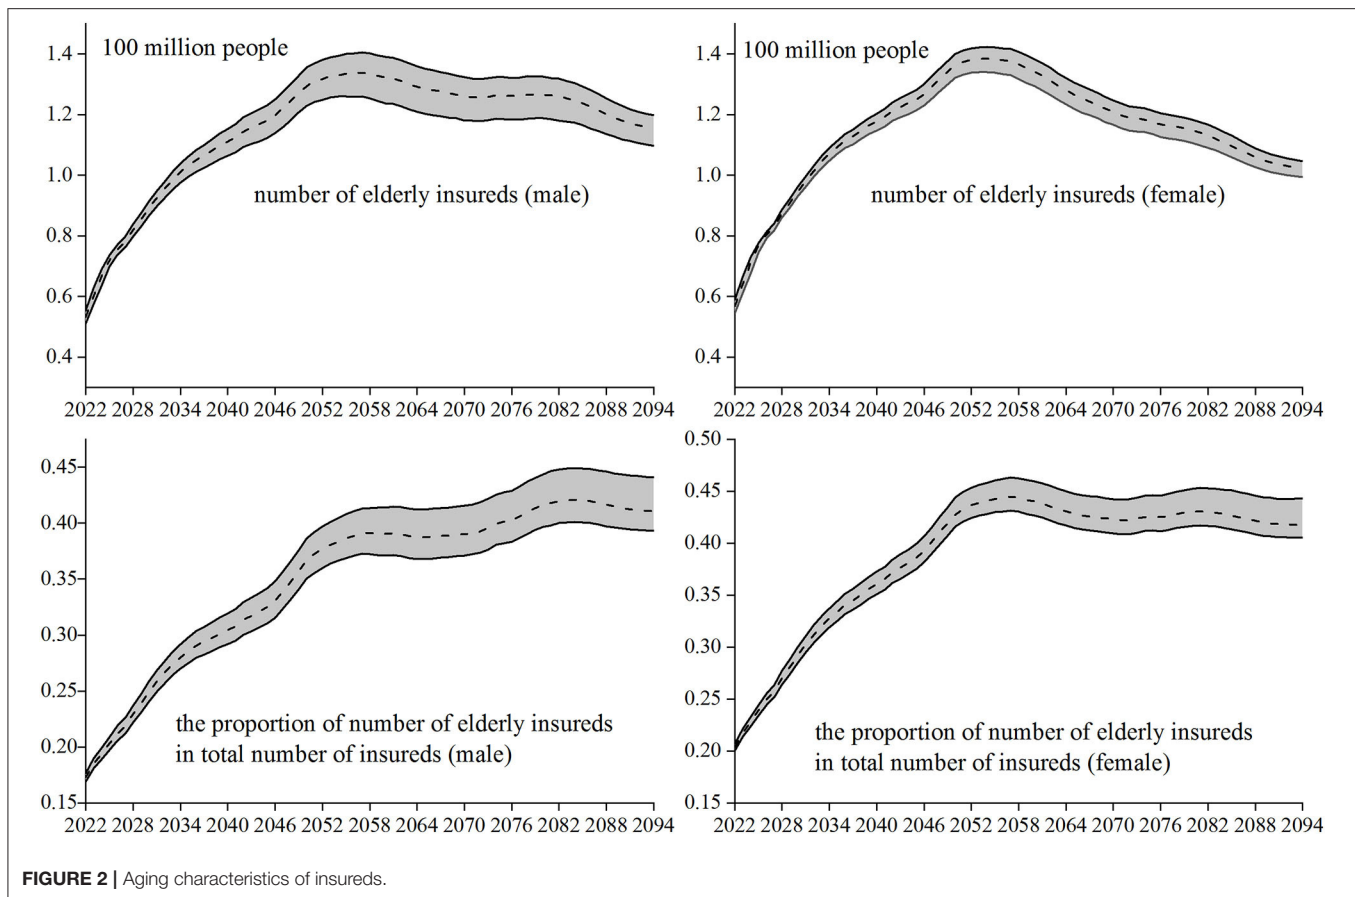 100 million people
1.4
1.2
1.0
0.8
0.6
0.4
number of elderly insureds (male)
2022 2028 2034 2040 2046 2052 2058 2064 2070 2076 2082 2088 2094
100 million people
1.4
1.2
1.0
0.8
0.6
0.4
number of elderly insureds (female)
2022 2028 2034 2040 2046 2052 2058 2064 2070 2076 2082 2088 2094
0.45
0.40
0.35
0.30
0.25
0.20
0.15
the proportion of number of elderly insureds
in total number of insureds (male)
2022 2028 2034 2040 2046 2052 2058 2064 2070 2076 2082 2088 2094
0.50
0.45
0.40
0.35
0.30
0.25
0.20
0.15
the proportion of number of elderly insureds
in total number of insureds (female)
2022 2028 2034 2040 2046 2052 2058 2064 2070 2076 2082 2088 2094
FIGURE 2 | Aging characteristics of insureds.